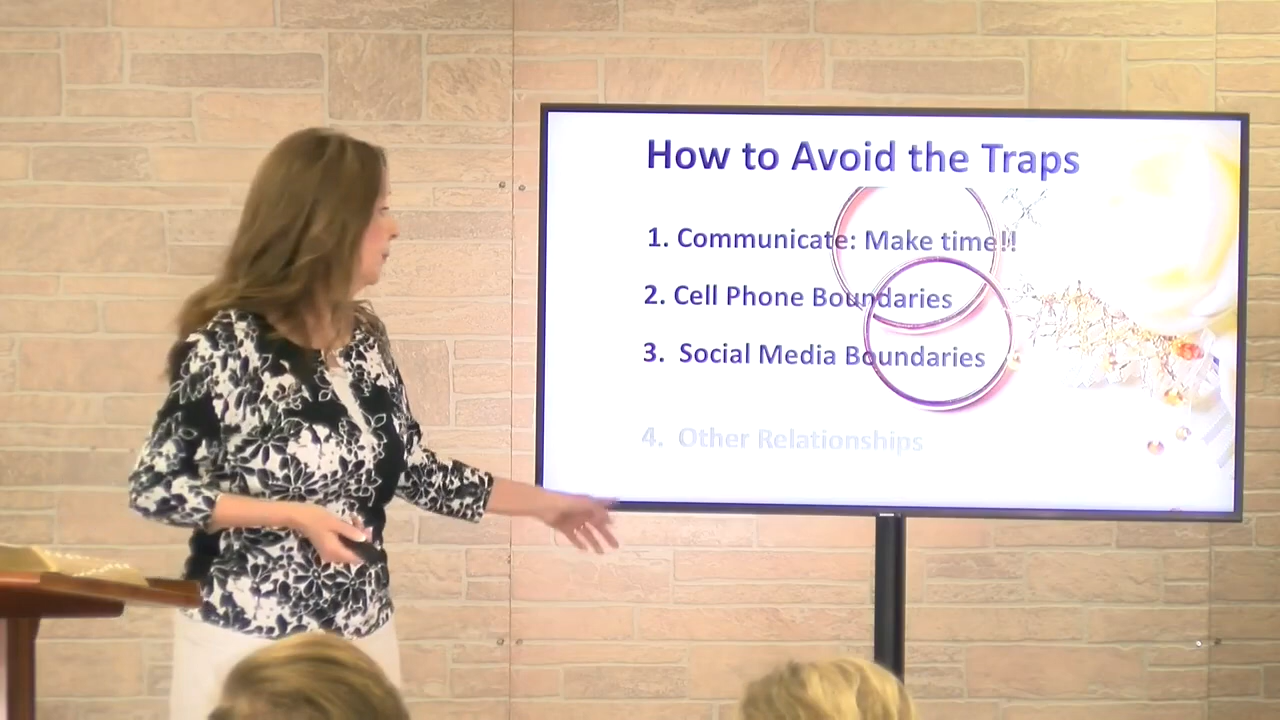 How to Avoid the Traps
1. Communicate: Make time!!
2. Cell Phone Boundaries
3. Social Media Boundaries
4. Other Relationships